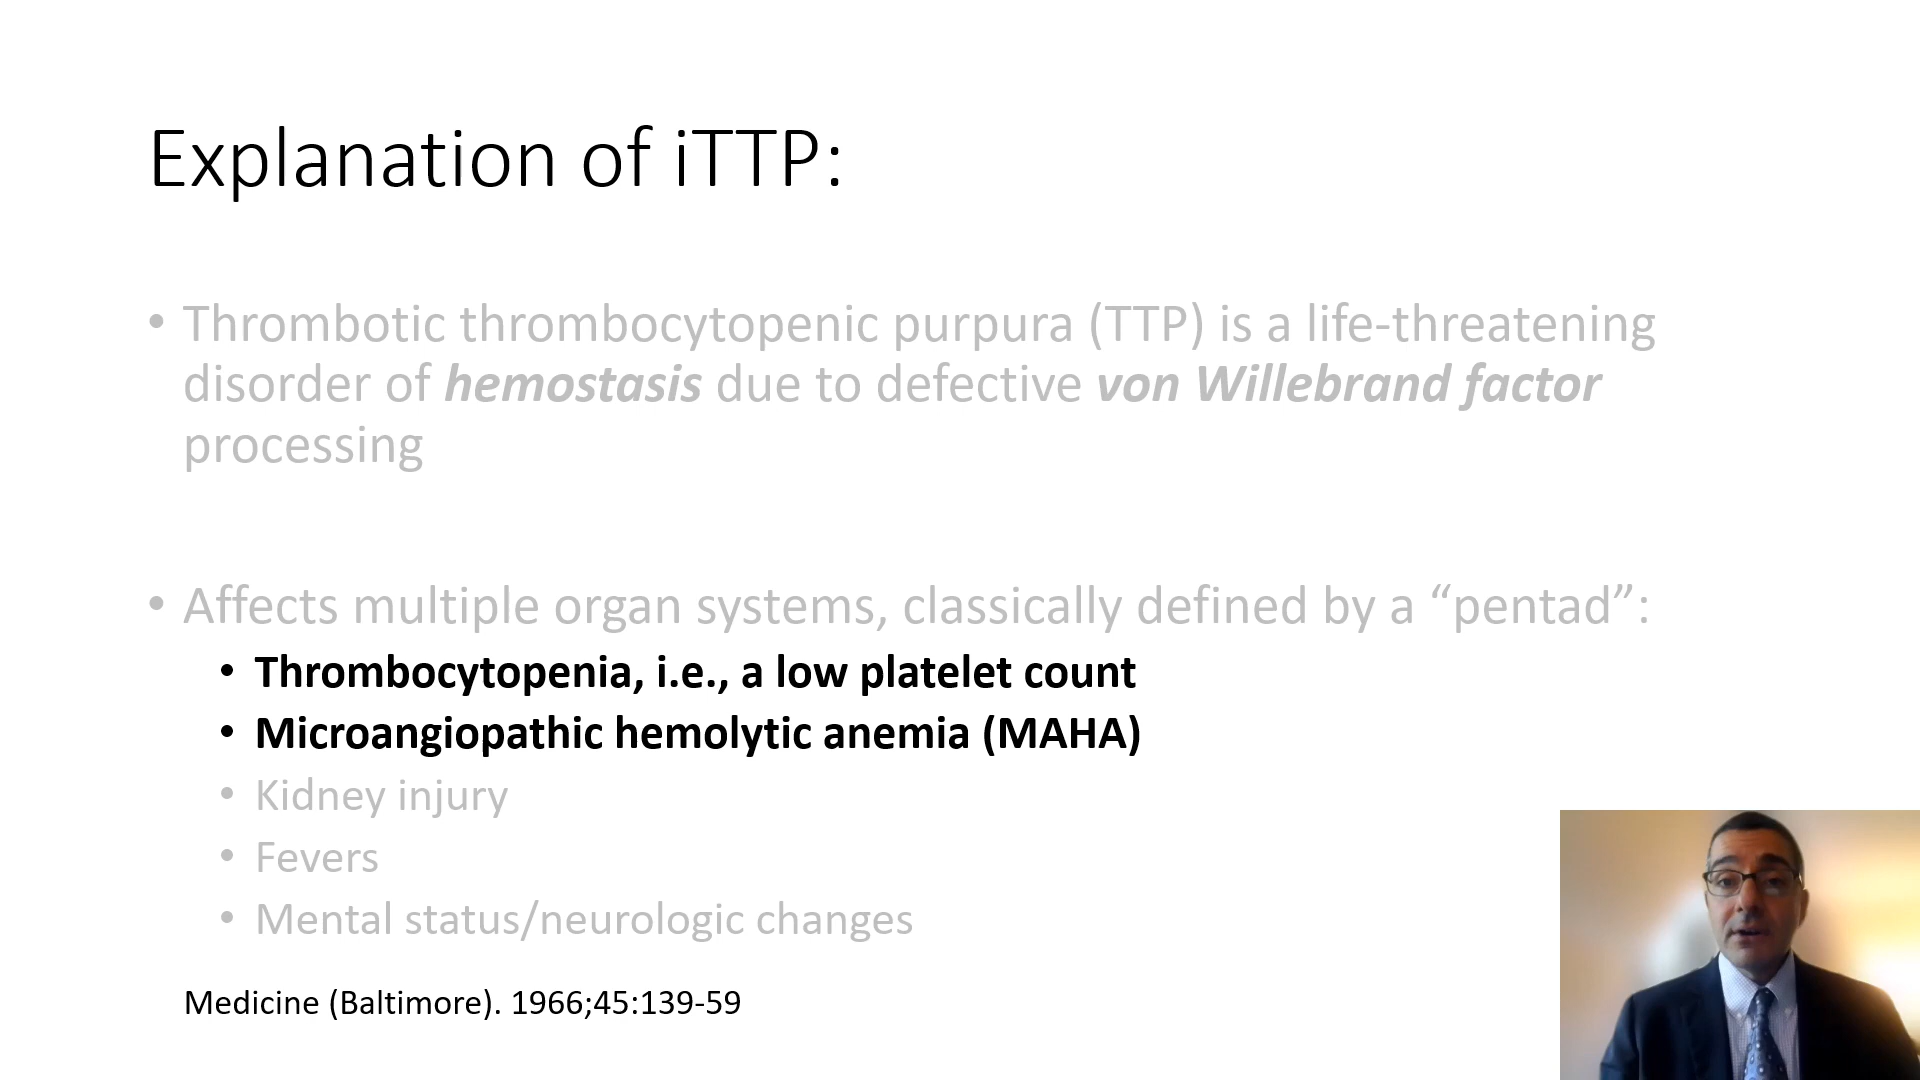 Explanation of iTTP:
• Thrombotic thrombocytopenic purpura (TTP) is a life-threatening
disorder of hemostasis due to defective von Willebrand factor
processing
• Affects multiple organ systems, classically defined by a “pentad”:
• Thrombocytopenia, i.e., a low platelet count
• Microangiopathic hemolytic anemia (MAHA)
• Kidney injury
• Fevers
• Mental status/neurologic changes
Medicine (Baltimore). 1966;45:139-59